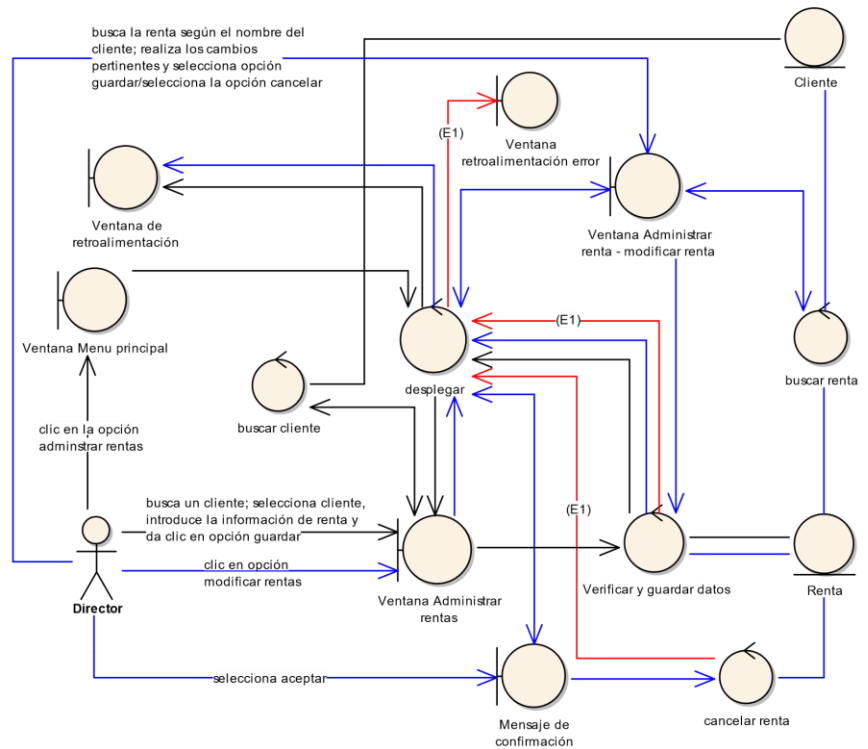 busca la renta según el nombre del
cliente; realiza los cambios
pertinentes y selecciona opción
guardar/selecciona la opción cancelar
Cliente
(E1)
Ventana
retroalimentación error
Ventana de
retroalimentación
Ventana Administrar
renta - modificar renta
Ventana Menu principal
(E1)
desplegar
buscar renta
buscar cliente
clic en la opción
adminstrar rentas
busca un cliente; selecciona cliente,
introduce la información de renta y
da clic en opción guardar
(E1)
clic en opción
modificar rentas
Director
Ventana Administrar
rentas
Verificar y guardar datos
Renta
selecciona aceptar
Mensaje de
confirmación
cancelar renta